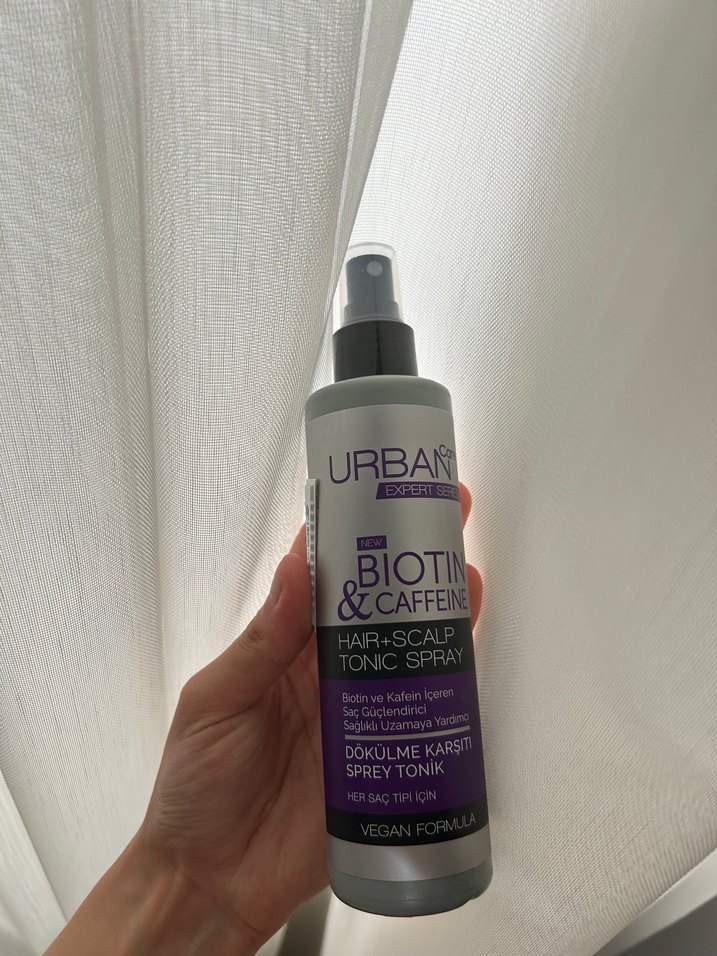 URBAN Care
EXPERT SERIES
NEW
BIOTIN
& CAFFEINE
HAIR+SCALP
TONIC SPRAY
Biotin ve Kafein İçeren
Saç Güçlendirici
Sağlıklı Uzamaya Yardımcı
DÖKÜLME KARŞITI
SPREY TONİK
HER SAÇ TİPİ İÇİN
VEGAN FORMULA